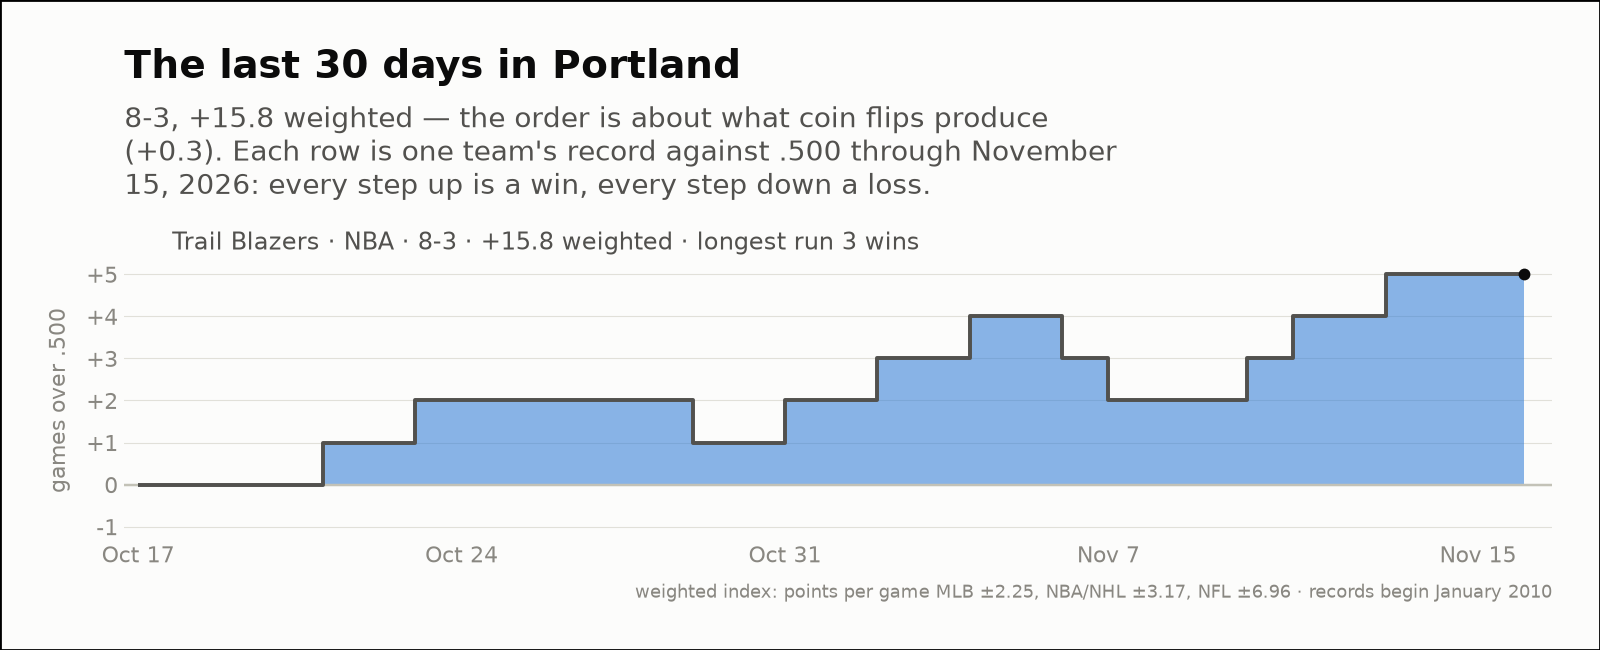 The last 30 days in Portland
8-3, +15.8 weighted — the order is about what coin flips produce
(+0.3). Each row is one team's record against .500 through November
15, 2026: every step up is a win, every step down a loss.
Trail Blazers · NBA · 8-3 · +15.8 weighted · longest run 3 wins
games over .500
+5
+4
+3
+2
+1
0
-1
Oct 17
Oct 24
Oct 31
Nov 7
Nov 15
weighted index: points per game MLB ±2.25, NBA/NHL ±3.17, NFL ±6.96 · records begin January 2010